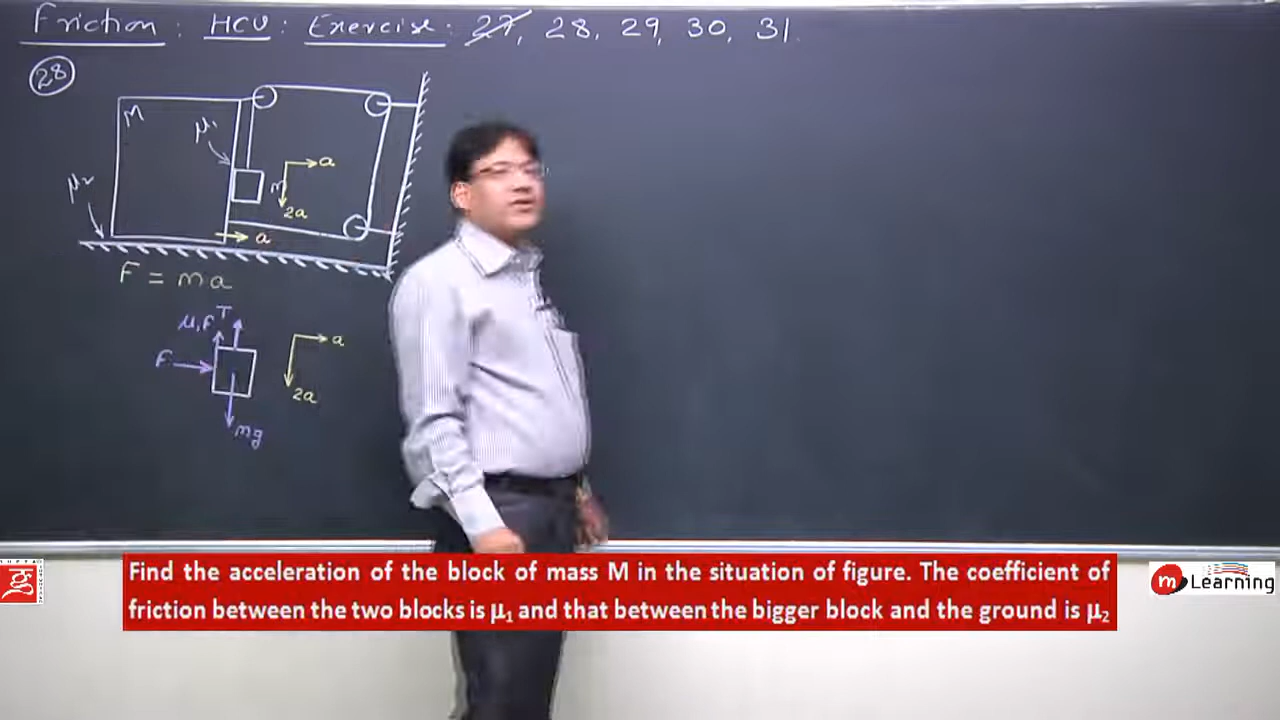 Friction : HCV : Exercise : 27, 28, 29, 30, 31.
28
M
μ1
μ2
m
a
2a
a
F = ma
μ1F T
F
a
2a
mg
Find the acceleration of the block of mass M in the situation of figure. The coefficient of
friction between the two blocks is μ1 and that between the bigger block and the ground is μ2
m Learning